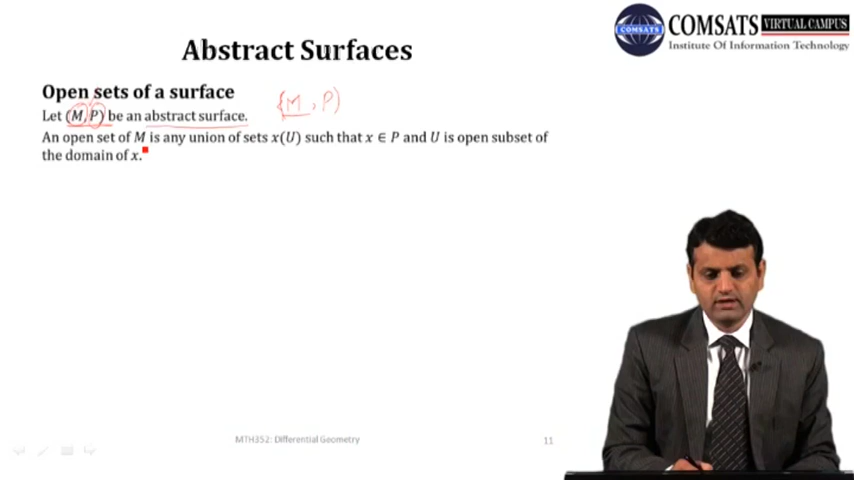 COMSATS VIRTUAL CAMPUS
COMSATS
Institute Of Information Technology
Abstract Surfaces
Open sets of a surface
Let (M, P) be an abstract surface. {M, P)
An open set of M is any union of sets x(U) such that x ∈ P and U is open subset of
the domain of x.
MTH352: Differential Geometry 11